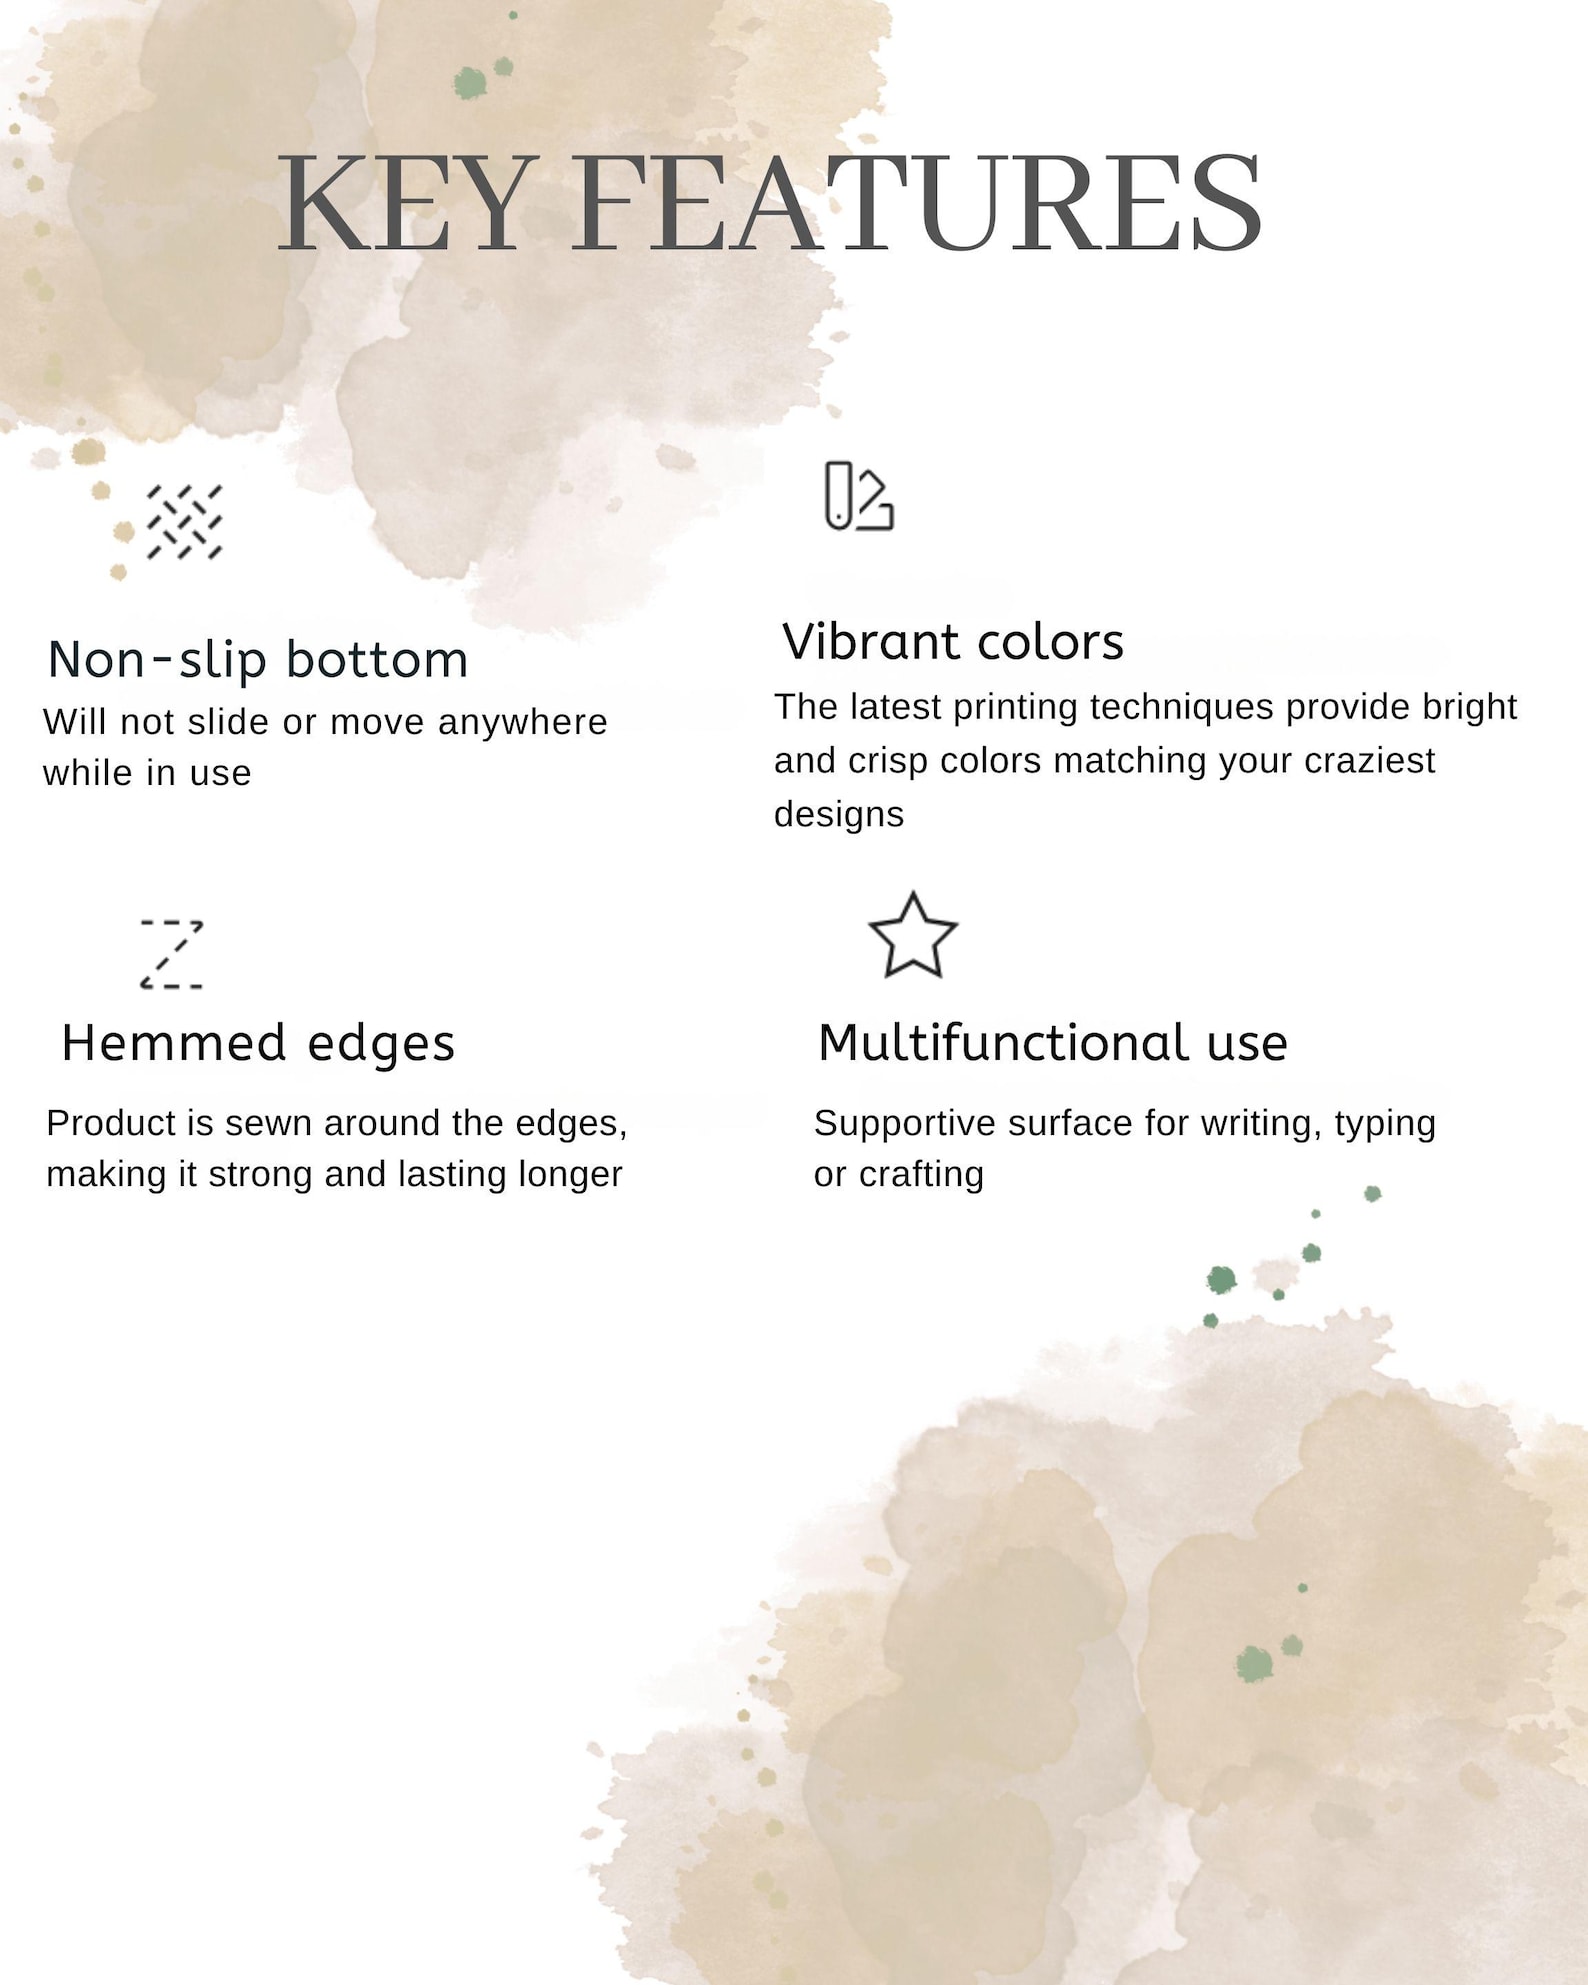 KEY FEATURES
Non-slip bottom
Will not slide or move anywhere
while in use
Vibrant colors
The latest printing techniques provide bright
and crisp colors matching your craziest
designs
Hemmed edges
Product is sewn around the edges,
making it strong and lasting longer
Multifunctional use
Supportive surface for writing, typing
or crafting